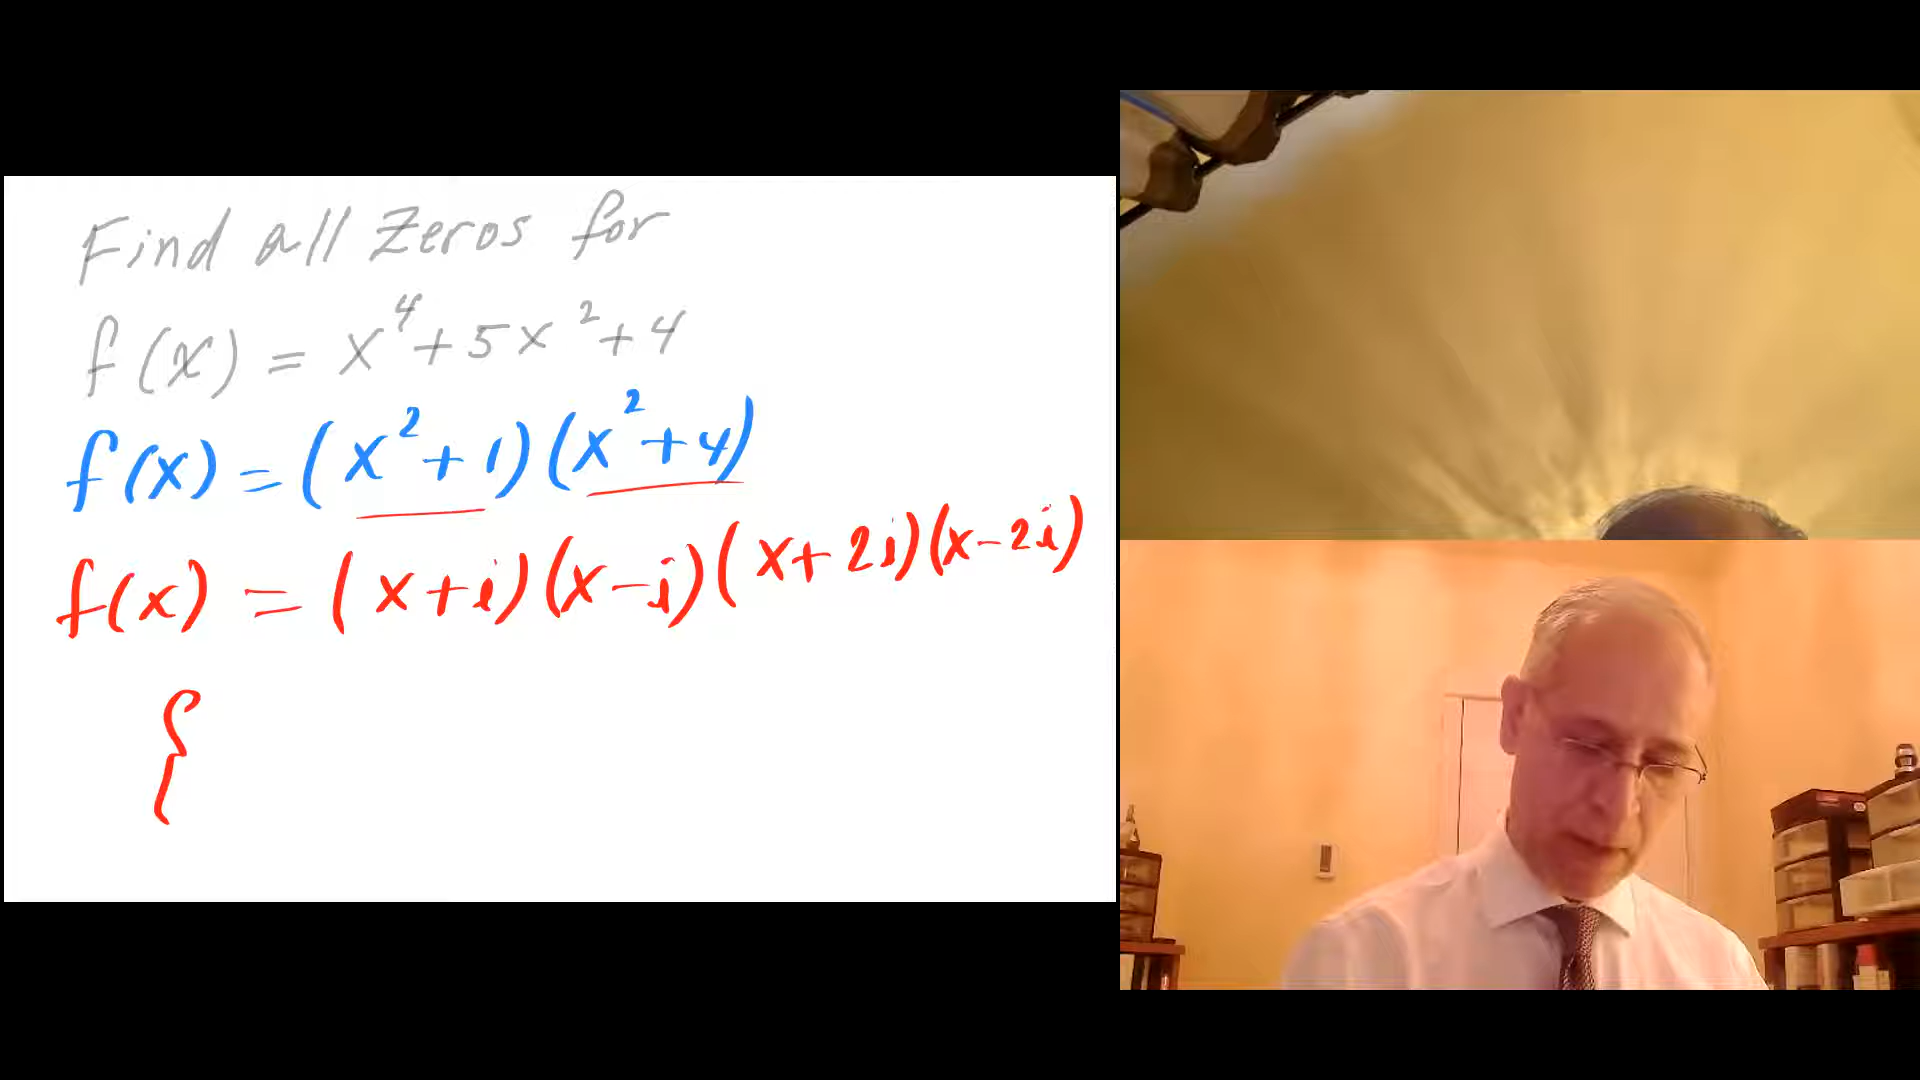 Find all zeros for
f(x) = x⁴+5x²+4
f(x) = (x²+1)(x²+4)
f(x) = (x+i)(x-i)(x+2i)(x-2i)
{